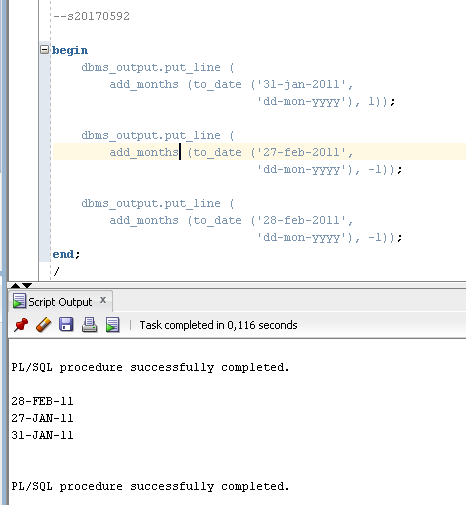 --s20170592
begin
dbms_output.put_line (
add_months (to_date ('31-jan-2011',
'dd-mon-yyyy'), 1));
dbms_output.put_line (
add_months (to_date ('27-feb-2011',
'dd-mon-yyyy'), -1));
dbms_output.put_line (
add_months (to_date ('28-feb-2011',
'dd-mon-yyyy'), -1));
end;
/
Script Output x
Task completed in 0,116 seconds
PL/SQL procedure successfully completed.
28-FEB-11
27-JAN-11
31-JAN-11
PL/SQL procedure successfully completed.